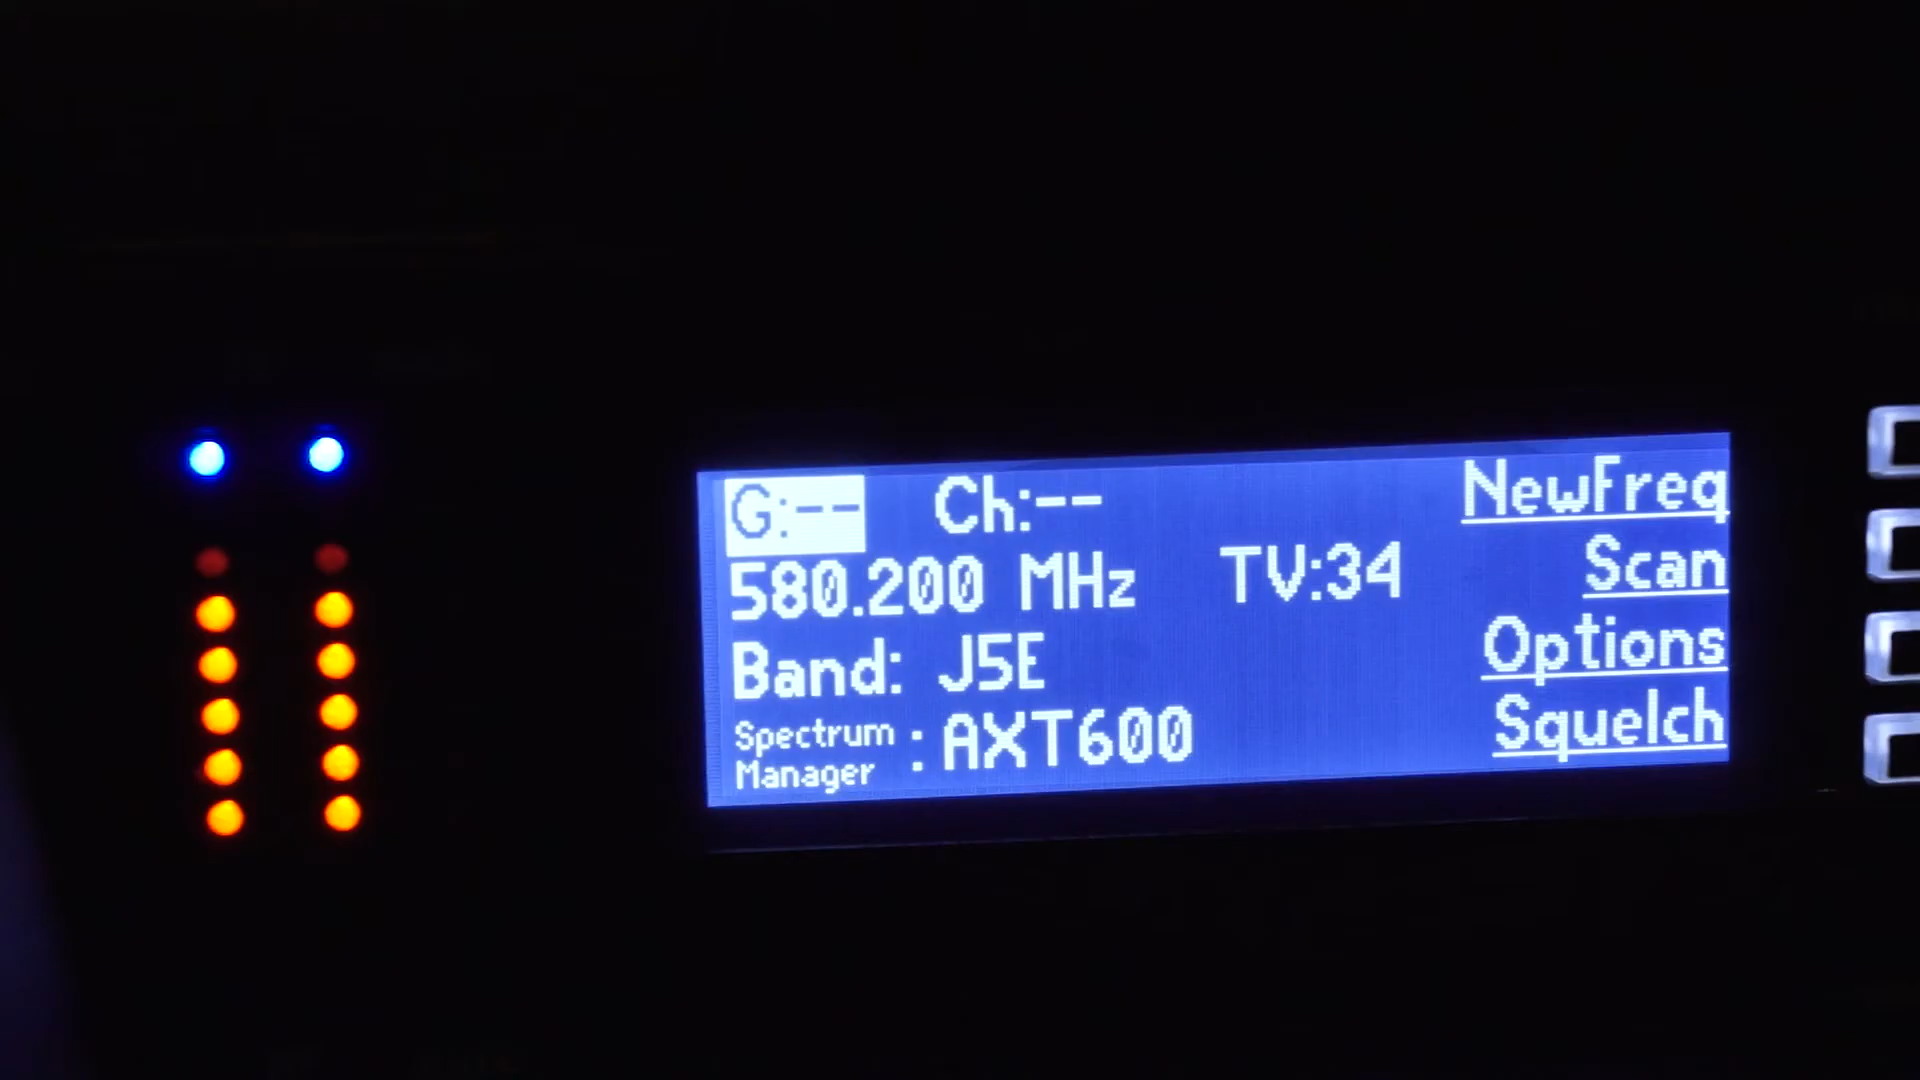 G:-- Ch:-- NewFreq
580.200 MHz TV:34 Scan
Band: J5E Options
Spectrum Manager : AXT600 Squelch